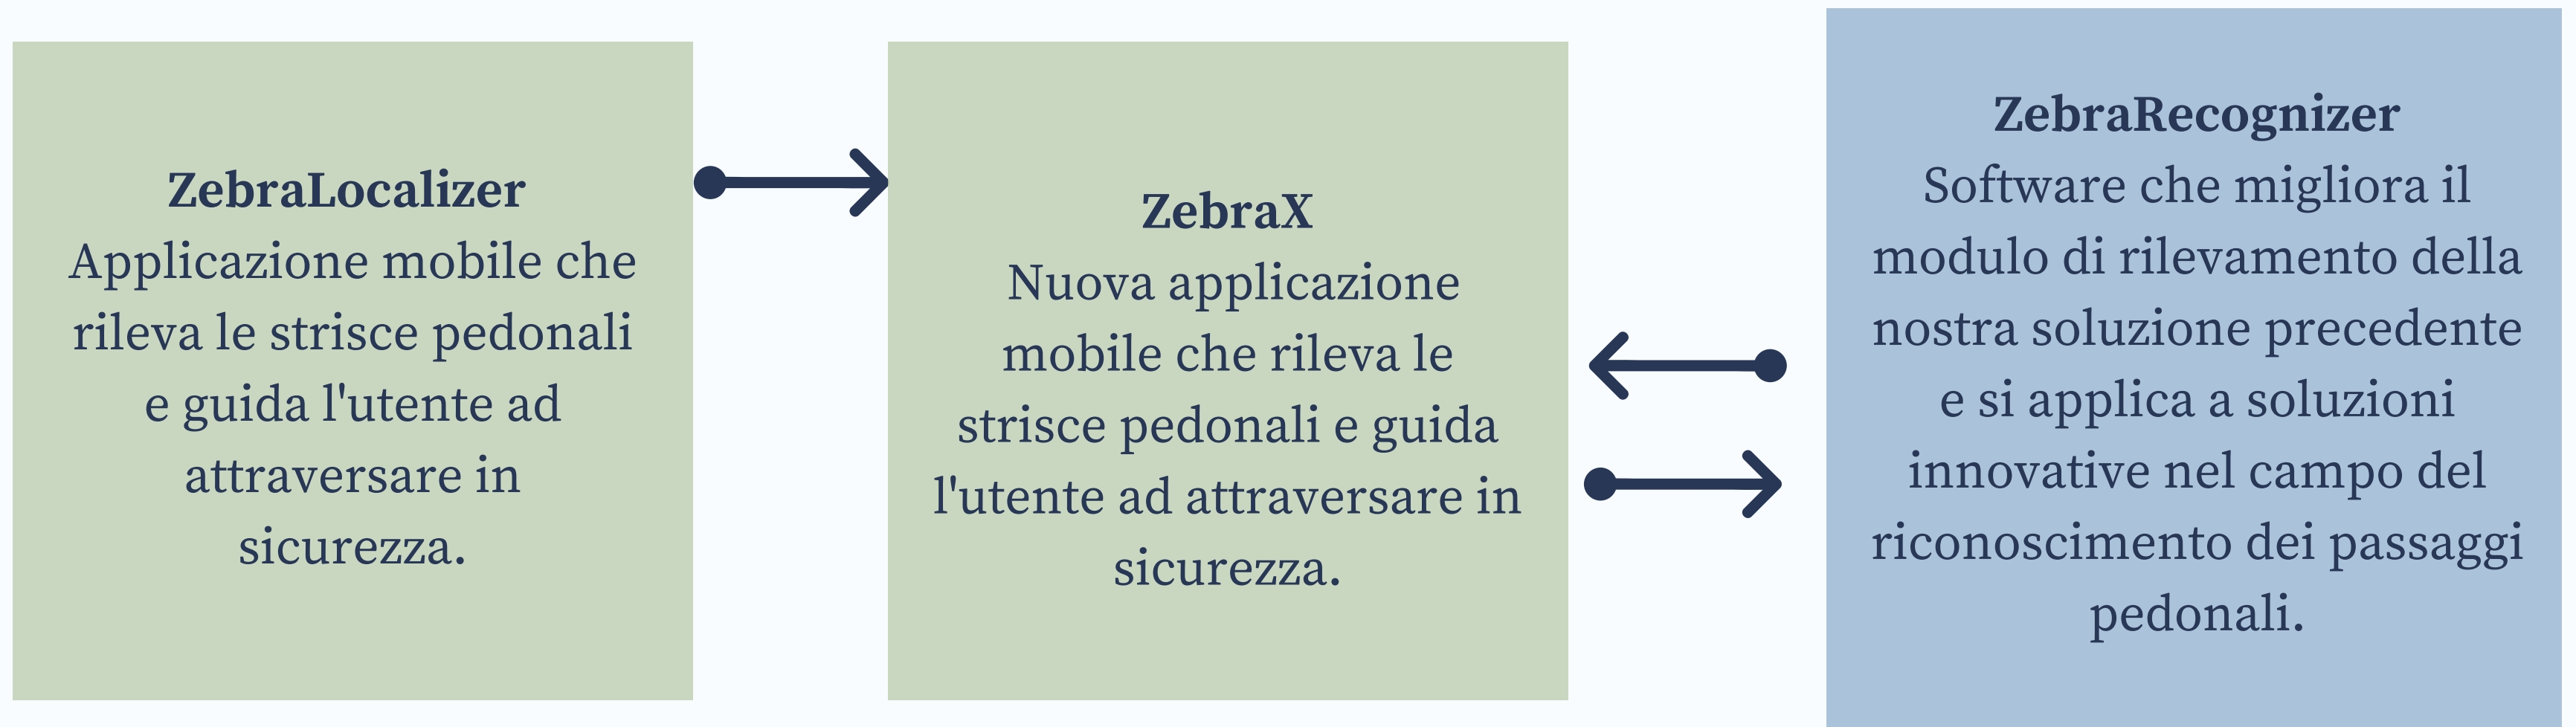 ZebraLocalizer
Applicazione mobile che
rileva le strisce pedonali
e guida l'utente ad
attraversare in
sicurezza.
ZebraX
Nuova applicazione
mobile che rileva le
strisce pedonali e guida
l'utente ad attraversare in
sicurezza.
ZebraRecognizer
Software che migliora il
modulo di rilevamento della
nostra soluzione precedente
e si applica a soluzioni
innovative nel campo del
riconoscimento dei passaggi
pedonali.